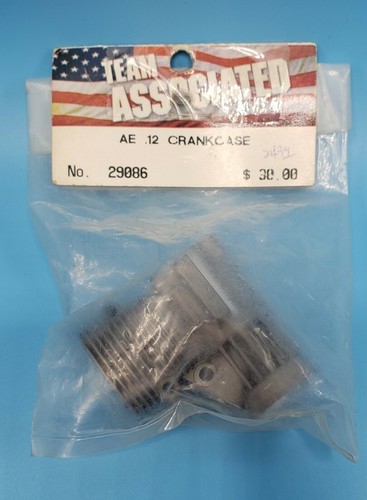 TEAM
ASSOCIATED
AE .12 CRANKCASE
No. 29086 $ 30.00